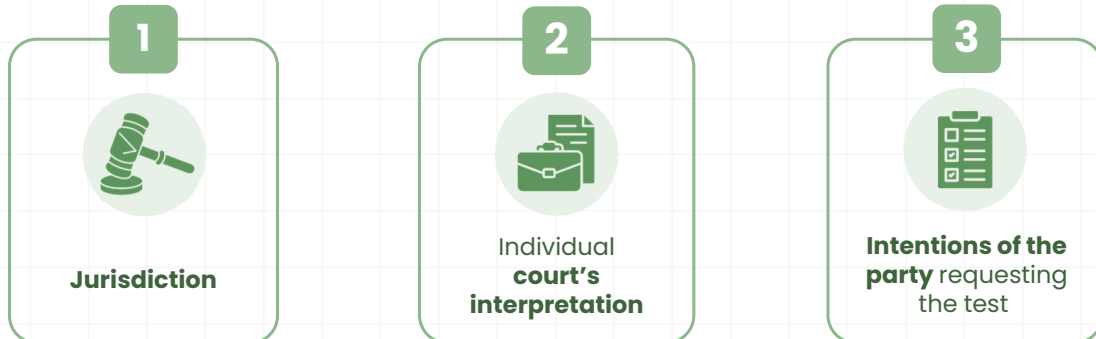 1
Jurisdiction
2
Individual
court's
interpretation
3
Intentions of the
party requesting
the test